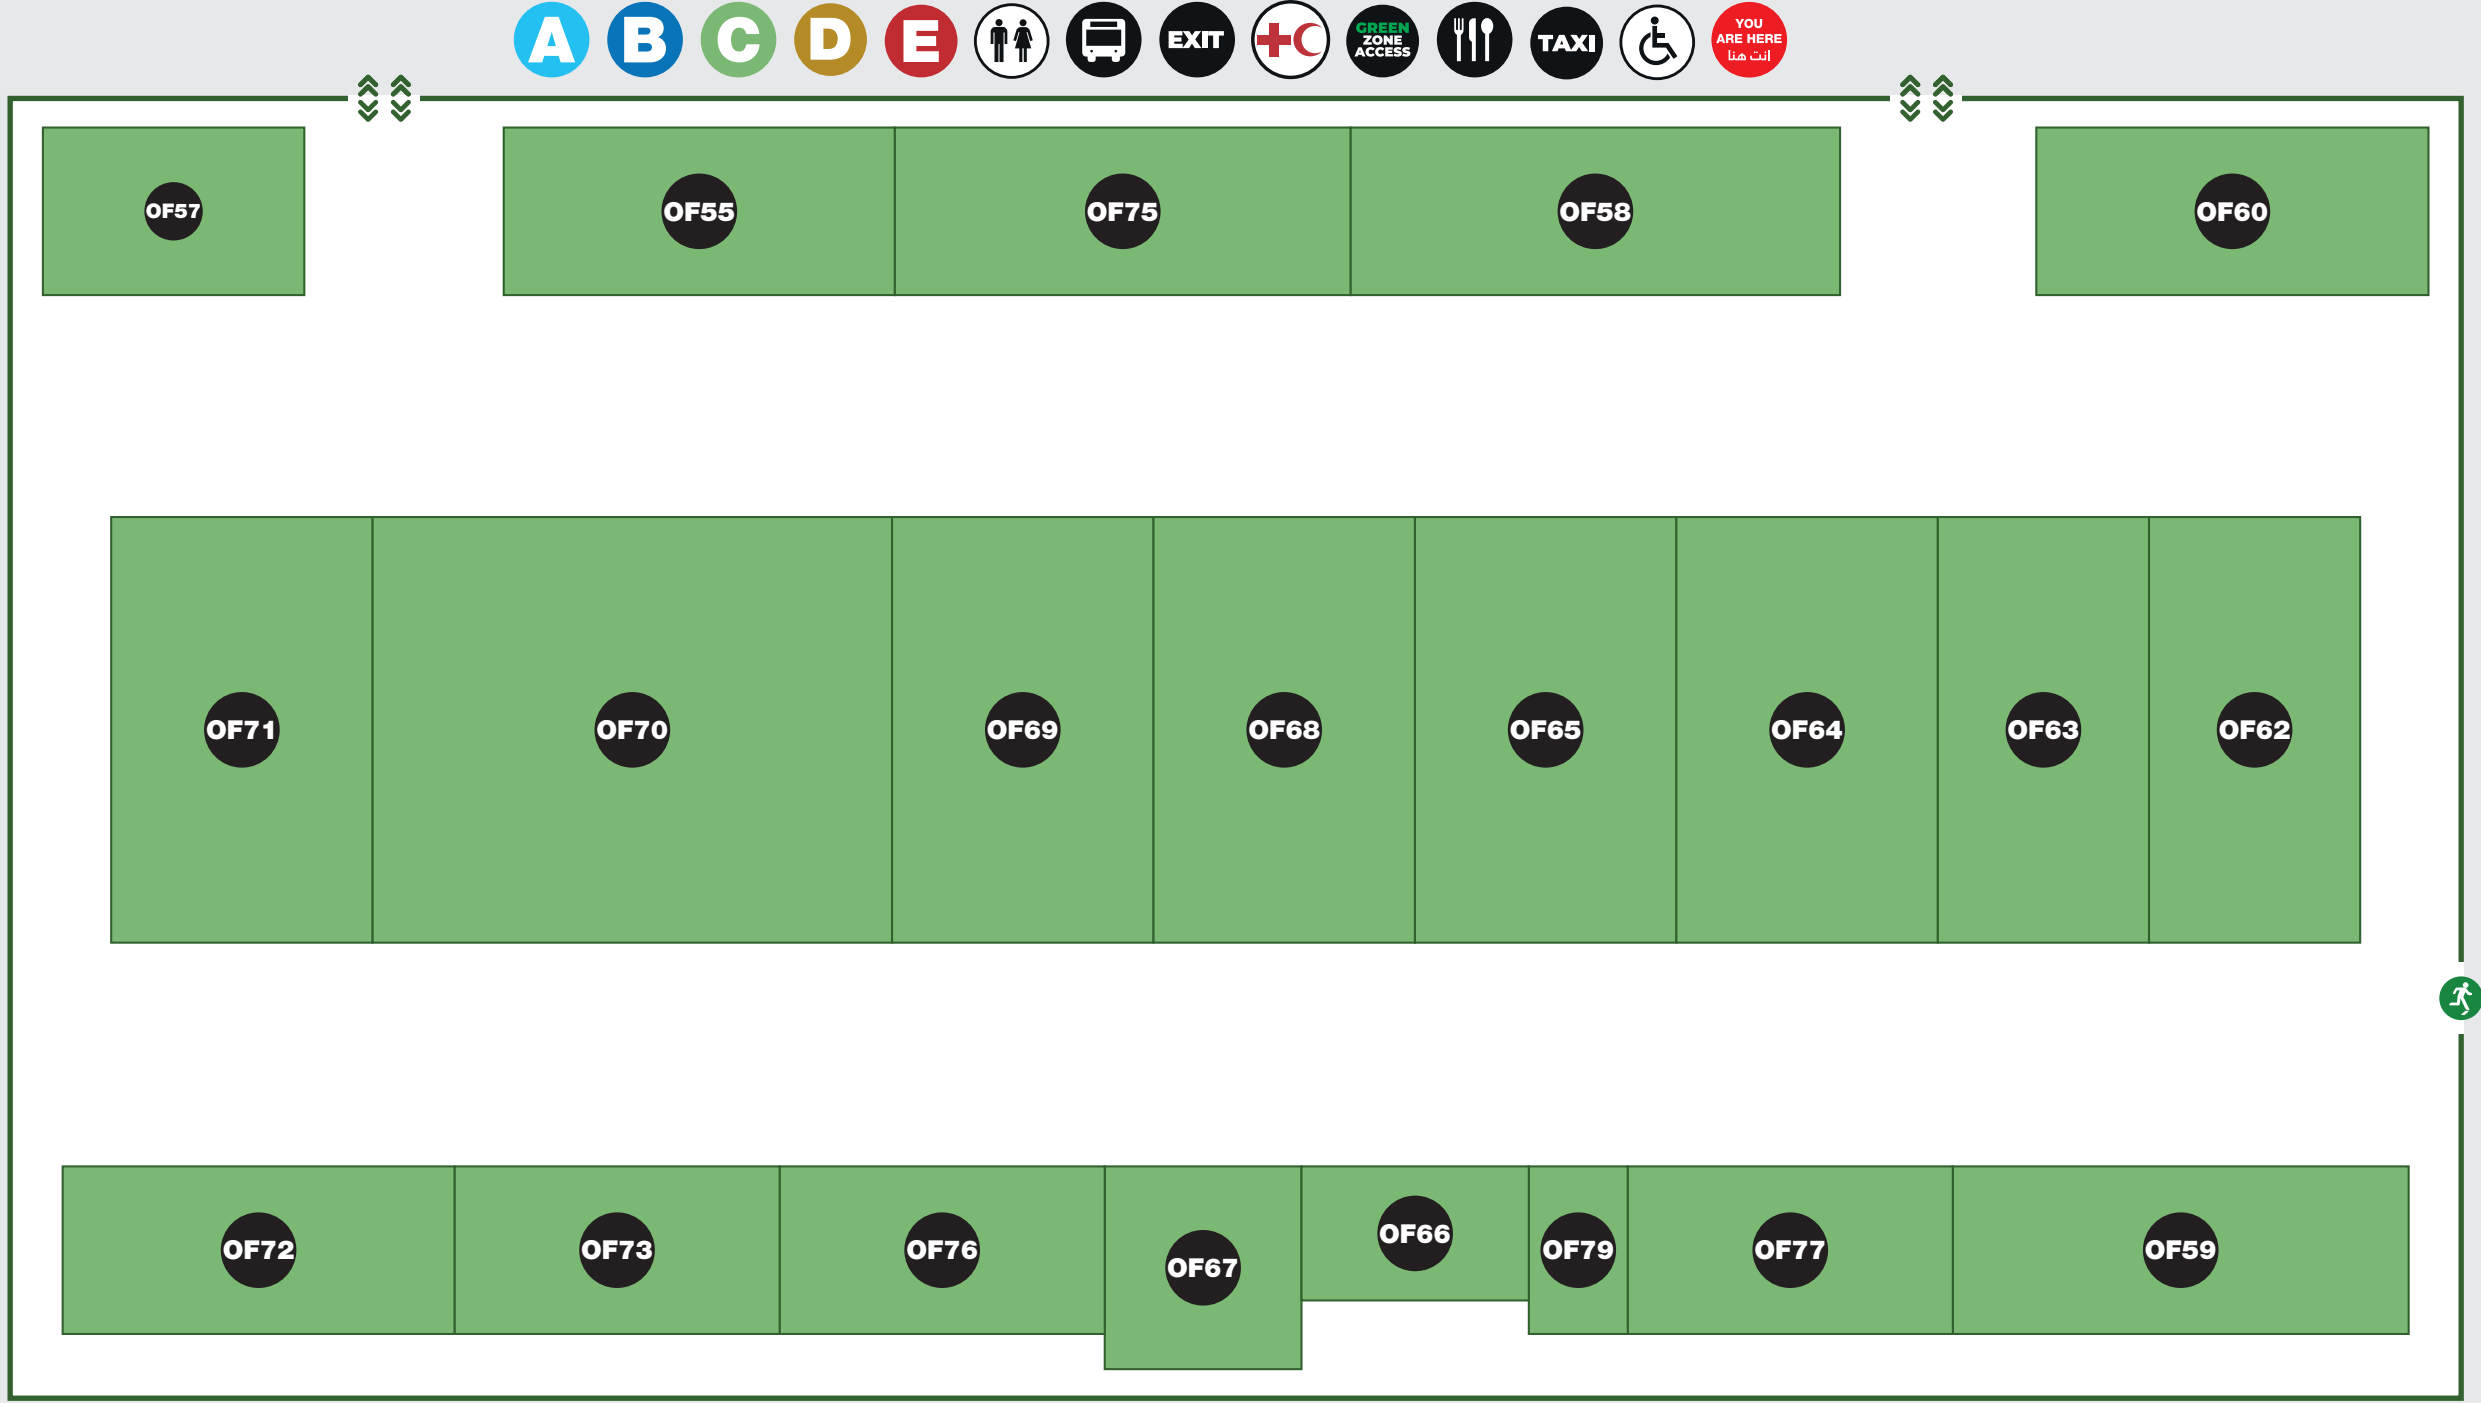 A B C D E
EXIT
GREEN
ZONE
ACCESS
TAXI
YOU
ARE HERE
انت هنا
OF57 OF55 OF75 OF58 OF60
OF71 OF70 OF69 OF68 OF65 OF64 OF63 OF62
OF72 OF73 OF76 OF67 OF66 OF79 OF77 OF59